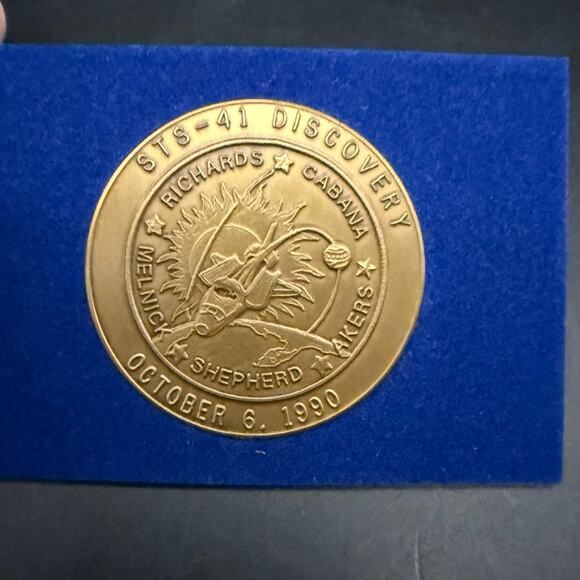 STS-41 DISCOVERY
RICHARDS
CABANA
AKERS
SHEPHERD
MELNICK
OCTOBER 6, 1990